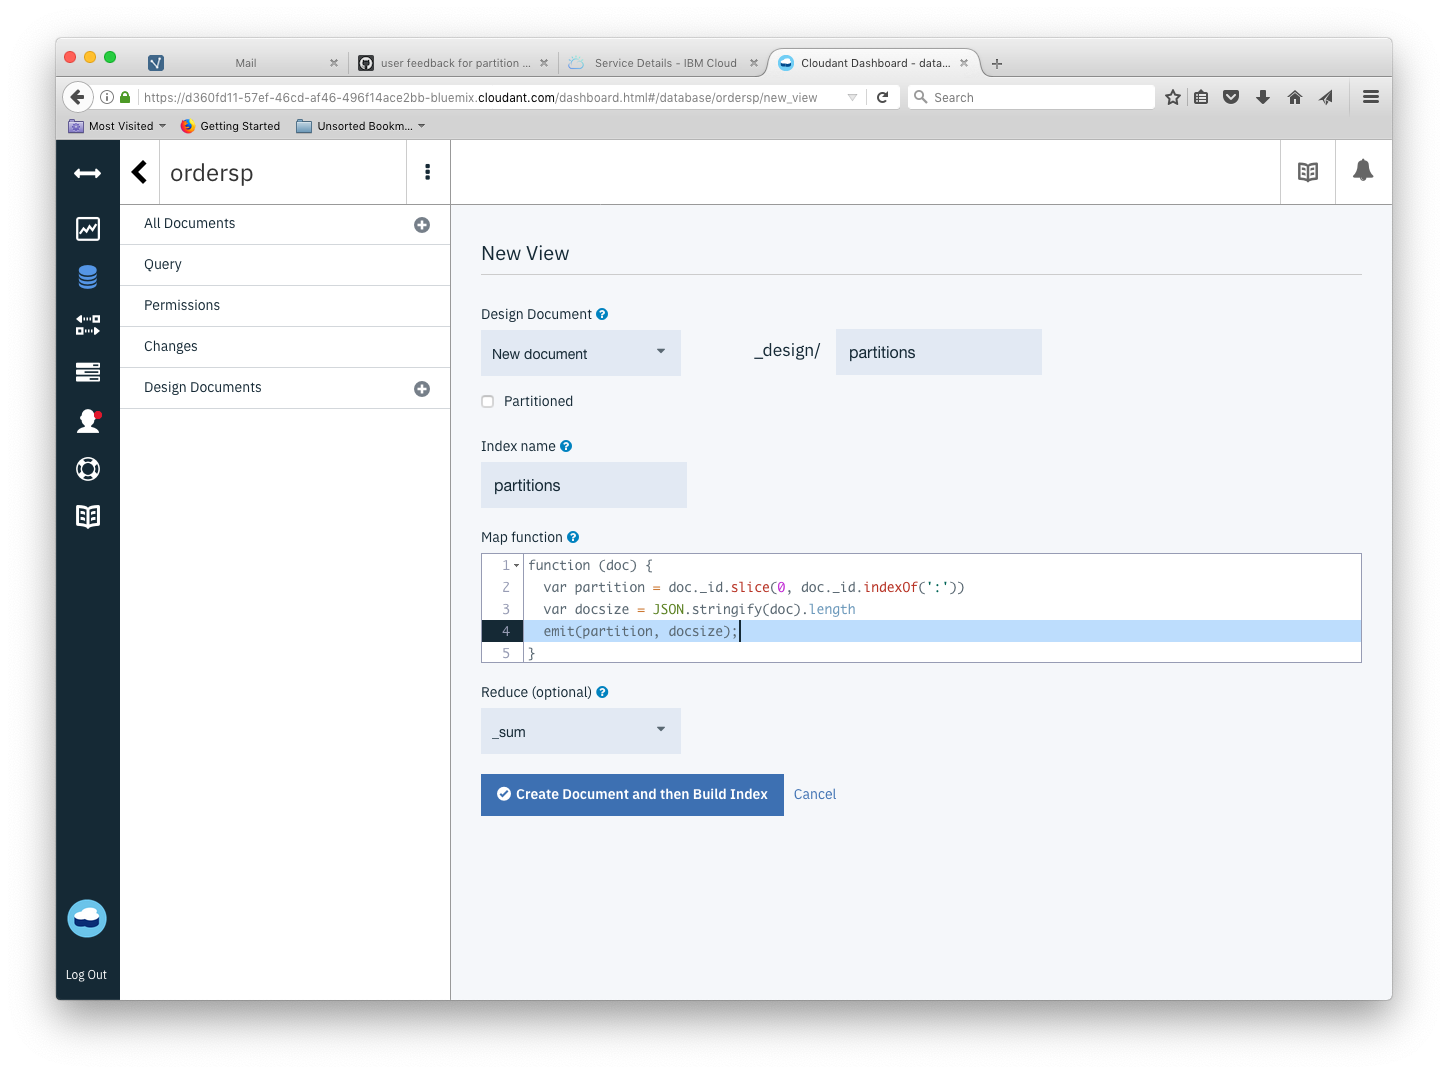 Mail
user feedback for partition ...
Service Details - IBM Cloud
Cloudant Dashboard - data...
https://d360fd11-57ef-46cd-af46-496f14ace2bb-bluemix.cloudant.com/dashboard.html#/database/ordersp/new_view
Search
Most Visited
Getting Started
Unsorted Bookm...
ordersp
All Documents
Query
Permissions
Changes
Design Documents
Log Out
New View
Design Document
New document
_design/
partitions
Partitioned
Index name
partitions
Map function
1 function (doc) {
2 var partition = doc._id.slice(0, doc._id.indexOf(':'))
3 var docsize = JSON.stringify(doc).length
4 emit(partition, docsize);
5 }
Reduce (optional)
_sum
Create Document and then Build Index
Cancel